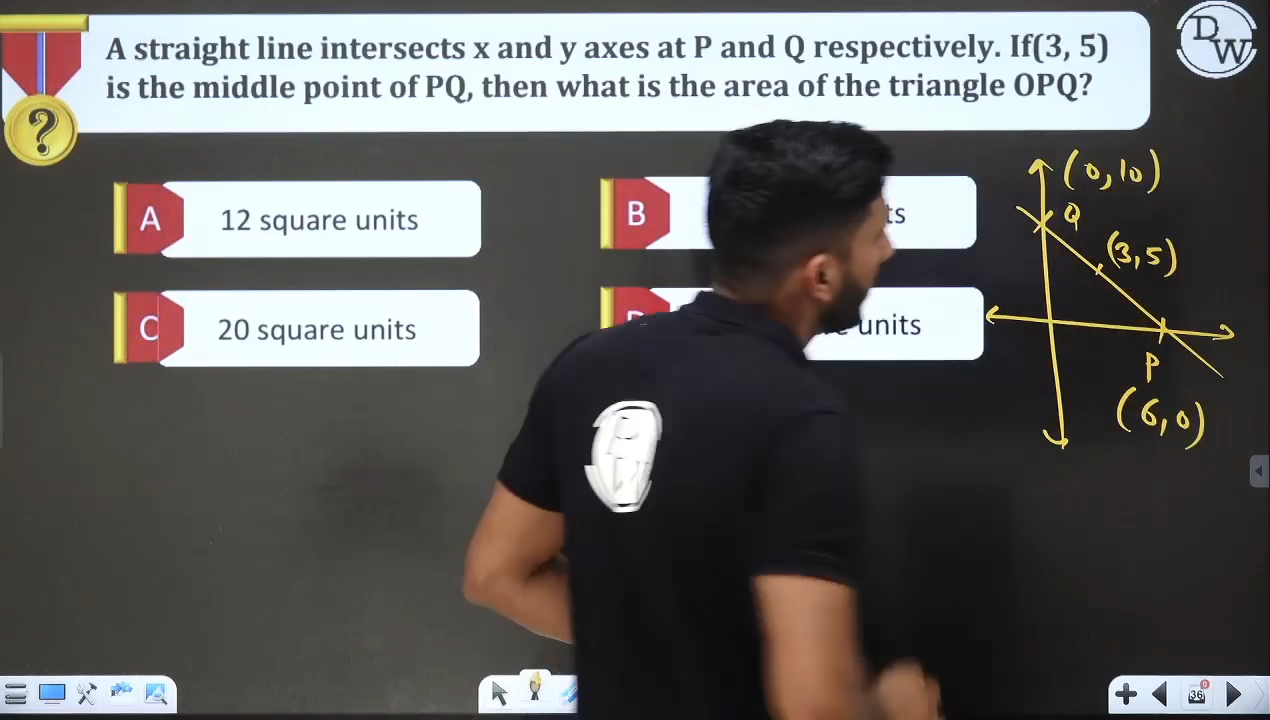 A straight line intersects x and y axes at P and Q respectively. If(3, 5)
is the middle point of PQ, then what is the area of the triangle OPQ?
DW
?
A 12 square units
B
C 20 square units
units
(0,10)
Q
(3,5)
P
(6,0)
PW
36